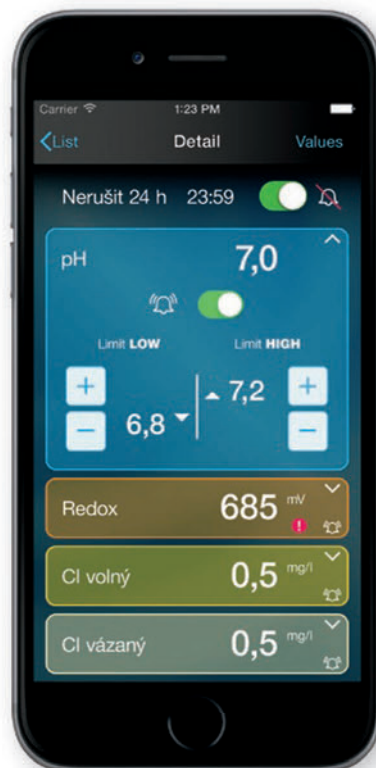 Carrier 1:23 PM
List Detail Values
Nerušit 24 h 23:59
pH 7,0
Limit LOW Limit HIGH
+ 7,2 +
− 6,8 −
Redox 685 mV
!
Cl volný 0,5 mg/l
Cl vázaný 0,5 mg/l